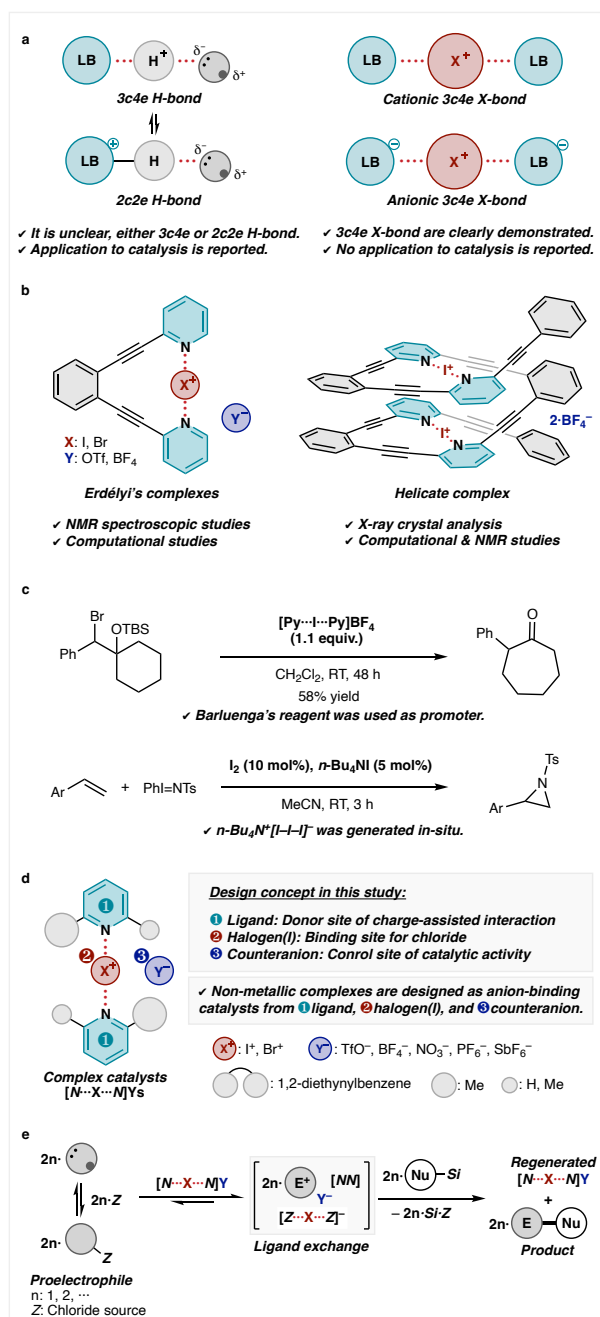 a
LB
H
+
δ−
δ+
3c4e H-bond
LB
+
H
δ−
δ+
2c2e H-bond
✓ It is unclear, either 3c4e or 2c2e H-bond.
✓ Application to catalysis is reported.
LB
X+
LB
Cationic 3c4e X-bond
LB
−
X+
LB
−
Anionic 3c4e X-bond
✓ 3c4e X-bond are clearly demonstrated.
✓ No application to catalysis is reported.
b
N
X+
Y−
N
X: I, Br
Y: OTf, BF4
Erdélyi's complexes
✓ NMR spectroscopic studies
✓ Computational studies
N
I+
N
N
I+
N
2·BF4−
Helicate complex
✓ X-ray crystal analysis
✓ Computational & NMR studies
c
Br
OTBS
Ph
[Py···I···Py]BF4
(1.1 equiv.)
CH2Cl2, RT, 48 h
58% yield
O
Ph
✓ Barluenga's reagent was used as promoter.
Ar
+
PhI=NTs
I2 (10 mol%), n-Bu4NI (5 mol%)
MeCN, RT, 3 h
Ts
N
Ar
✓ n-Bu4N+[I–I–I]− was generated in-situ.
d
1
N
2
X+
3
Y−
N
1
Complex catalysts
[N···X···N]Ys
Design concept in this study:
❶ Ligand: Donor site of charge-assisted interaction
❷ Halogen(I): Binding site for chloride
❸ Counteranion: Conrol site of catalytic activity
✓ Non-metallic complexes are designed as anion-binding
catalysts from ❶ligand, ❷halogen(I), and ❸counteranion.
X+ : I+, Br+
Y− : TfO−, BF4−, NO3−, PF6−, SbF6−
: 1,2-diethynylbenzene
: Me
: H, Me
e
2n·
2n·Z
2n·
Z
Proelectrophile
n: 1, 2, ···
Z: Chloride source
[N···X···N]Y
2n· E+ [NN]
Y−
[Z···X···Z]−
Ligand exchange
2n· Nu Si
− 2n·Si·Z
Regenerated
[N···X···N]Y
+
2n· E Nu
Product